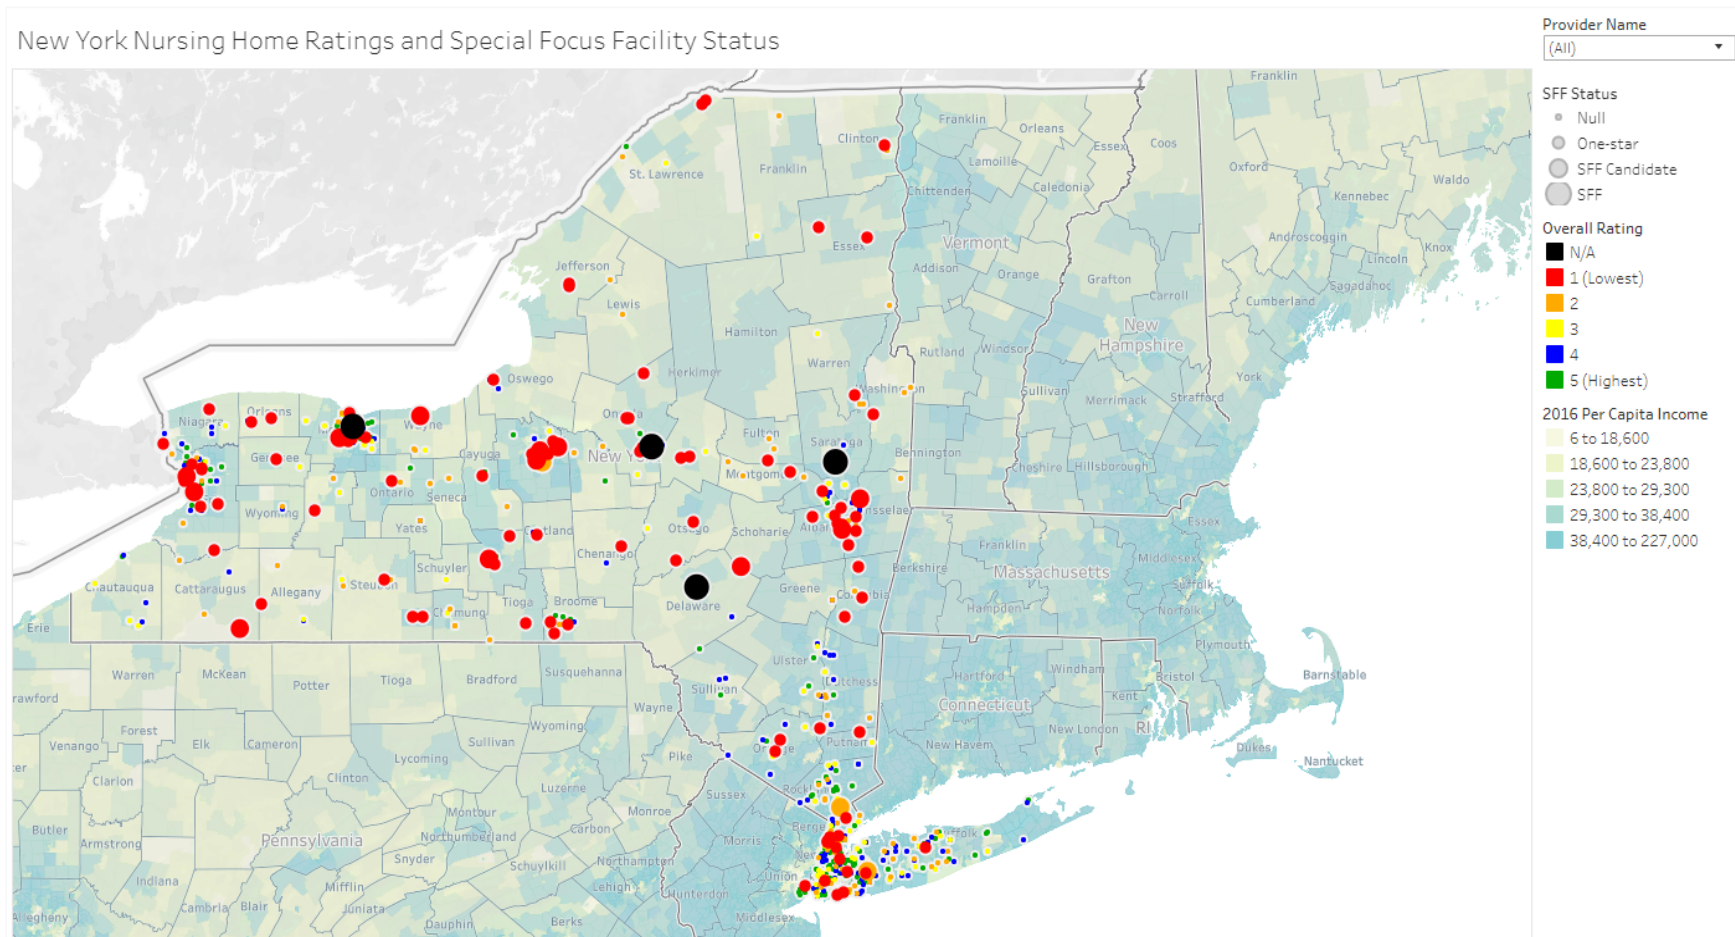 New York Nursing Home Ratings and Special Focus Facility Status
Provider Name
(All)
SFF Status
Null
One-star
SFF Candidate
SFF
Overall Rating
N/A
1 (Lowest)
2
3
4
5 (Highest)
2016 Per Capita Income
6 to 18,600
18,600 to 23,800
23,800 to 29,300
29,300 to 38,400
38,400 to 227,000
Franklin
Clinton
Franklin
Orleans
Essex
Coos
St. Lawrence
Franklin
Lamoille
Oxford
Waldo
Chittenden
Caledonia
Kennebec
Essex
Vermont
Androscoggin
Knox
Jefferson
Addison
Orange
Grafton
Lincoln
Sagadahoc
Lewis
Carroll
Cumberland
Hamilton
New
Hampshire
Warren
Rutland
Windsor
Oswego
Herkimer
Washington
Sullivan
York
Merrimack
Strafford
Orleans
Wayne
Fulton
Saratoga
Cayuga
Bennington
Cheshire
Hillsborough
Ontario
Seneca
Wyoming
Yates
Cortland
Otsego
Schoharie
Essex
Chenango
Franklin
Middlesex
Schuyler
Berkshire
Massachusetts
Suffolk
Chautauqua
Cattaraugus
Allegany
Steuben
Tioga
Broome
Delaware
Greene
Columbia
Hampden
Norfolk
Erie
Warren
McKean
Potter
Tioga
Bradford
Susquehanna
Ulster
Sullivan
Hartford
Windham
Plymouth
Bristol
Barnstable
Wayne
Connecticut
Kent
Forest
Wyoming
New London
RI
Venango
Elk
Cameron
Sullivan
Pike
Putnam
New Haven
Dukes
Nantucket
Clarion
Lycoming
Clinton
Luzerne
Sussex
Butler
Montour
Monroe
Armstrong
Pennsylvania
Northumberland
Carbon
Morris
Snyder
Schuylkill
Northampton
Union
Indiana
Mifflin
Lehigh
Hunterdon
Cambria
Blair
Juniata
Allegheny
Dauphin
Berks
Middlesex